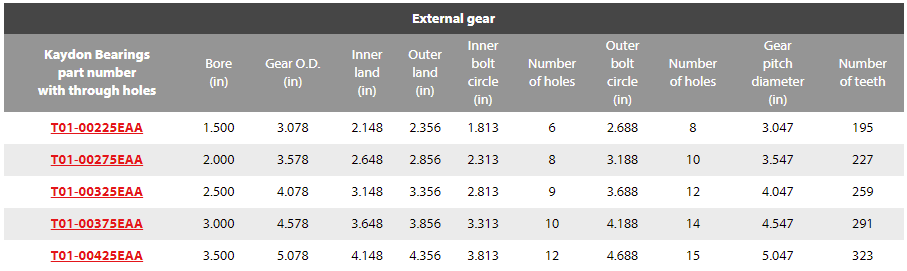 External gear
Kaydon Bearings part number with through holes Bore (in) Gear O.D. (in) Inner land (in) Outer land (in) Inner bolt circle (in) Number of holes Outer bolt circle (in) Number of holes Gear pitch diameter (in) Number of teeth
T01-00225EAA 1.500 3.078 2.148 2.356 1.813 6 2.688 8 3.047 195
T01-00275EAA 2.000 3.578 2.648 2.856 2.313 8 3.188 10 3.547 227
T01-00325EAA 2.500 4.078 3.148 3.356 2.813 9 3.688 12 4.047 259
T01-00375EAA 3.000 4.578 3.648 3.856 3.313 10 4.188 14 4.547 291
T01-00425EAA 3.500 5.078 4.148 4.356 3.813 12 4.688 15 5.047 323